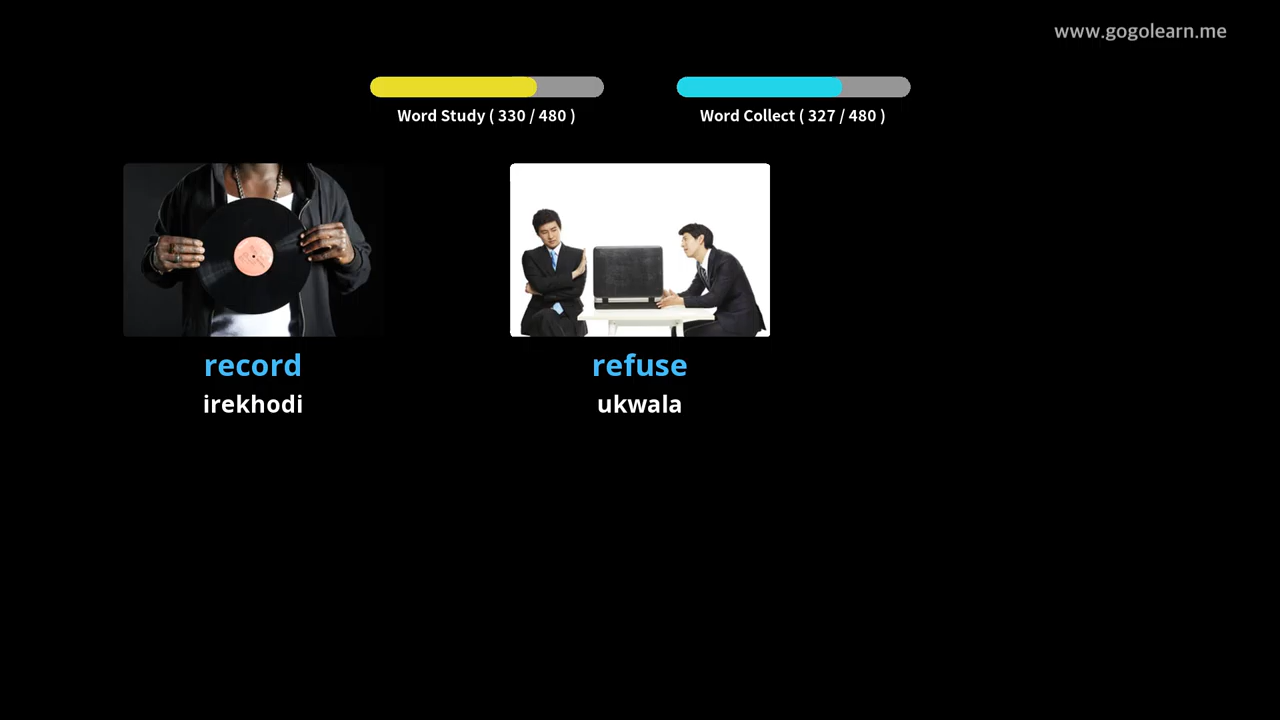 www.gogolearn.me
Word Study ( 330 / 480 )
Word Collect ( 327 / 480 )
record
irekhodi
refuse
ukwala